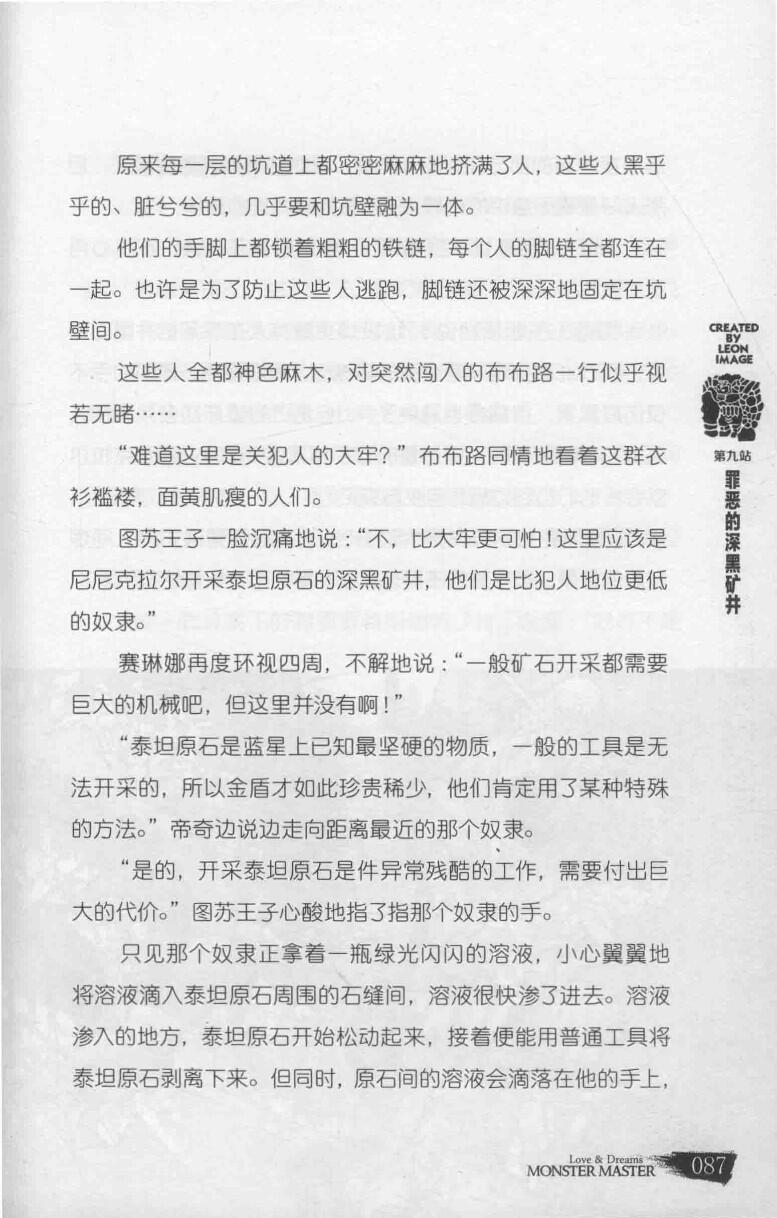 原来每一层的坑道上都密密麻麻地挤满了人，这些人黑乎
乎的、脏兮兮的，几乎要和坑壁融为一体。
他们的手脚上都锁着粗粗的铁链，每个人的脚链全都连在
一起。也许是为了防止这些人逃跑，脚链还被深深地固定在坑
壁间。
这些人全都神色麻木，对突然闯入的布布路一行似乎视
若无睹……
“难道这里是关犯人的大牢？”布布路同情地看着这群衣
衫褴褛，面黄肌瘦的人们。
图苏王子一脸沉痛地说：“不，比大牢更可怕！这里应该是
尼尼克拉尔开采泰坦原石的深黑矿井，他们是比犯人地位更低
的奴隶。”
赛琳娜再度环视四周，不解地说：“一般矿石开采都需要
巨大的机械吧，但这里并没有啊！”
“泰坦原石是蓝星上已知最坚硬的物质，一般的工具是无
法开采的，所以金盾才如此珍贵稀少，他们肯定用了某种特殊
的方法。”帝奇边说边走向距离最近的那个奴隶。
“是的，开采泰坦原石是件异常残酷的工作，需要付出巨
大的代价。”图苏王子心酸地指了指那个奴隶的手。
只见那个奴隶正拿着一瓶绿光闪闪的溶液，小心翼翼地
将溶液滴入泰坦原石周围的石缝间，溶液很快渗了进去。溶液
渗入的地方，泰坦原石开始松动起来，接着便能用普通工具将
泰坦原石剥离下来。但同时，原石间的溶液会滴落在他的手上，
CREATED
BY
LEON
IMAGE
第九站
罪恶的深黑矿井
Love & Dreams
MONSTER MASTER
087